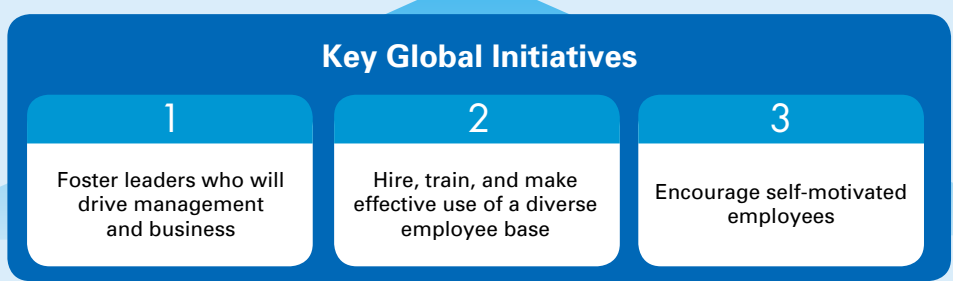 Key Global Initiatives
1
Foster leaders who will
drive management
and business
2
Hire, train, and make
effective use of a diverse
employee base
3
Encourage self-motivated
employees